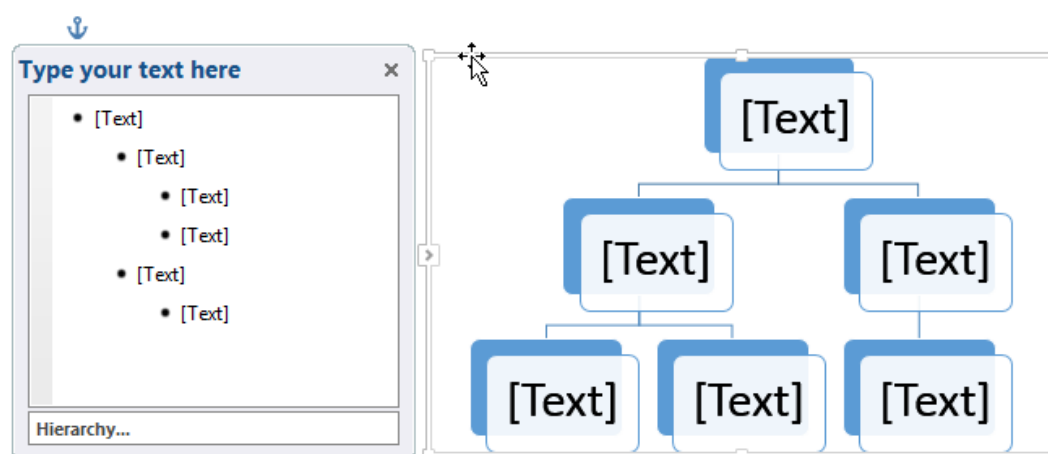 Type your text here
[Text]
[Text]
[Text]
[Text]
[Text]
[Text]
Hierarchy...
[Text]
[Text] [Text]
[Text] [Text] [Text]